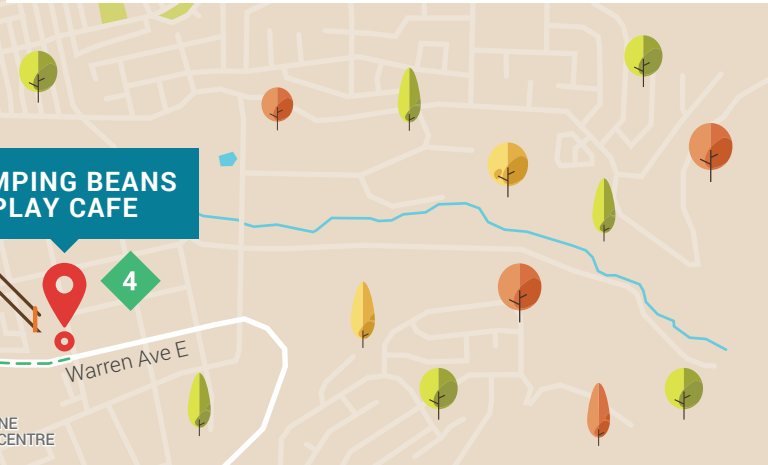 MPING BEANS
PLAY CAFE
4
Warren Ave E
NE
CENTRE